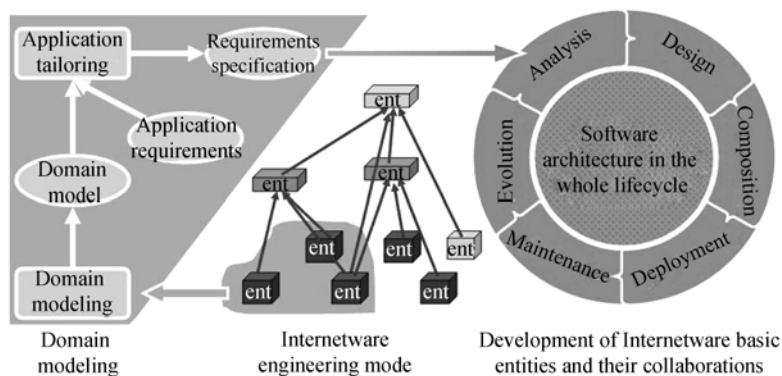 Application
tailoring
Requirements
specification
Application
requirements
Domain
model
Domain
modeling
Domain
modeling
ent
ent
ent
ent
ent
ent
ent
ent
ent
Internetware
engineering mode
Analysis
Design
Composition
Deployment
Maintenance
Evolution
Software
architecture in the
whole lifecycle
Development of Internetware basic
entities and their collaborations